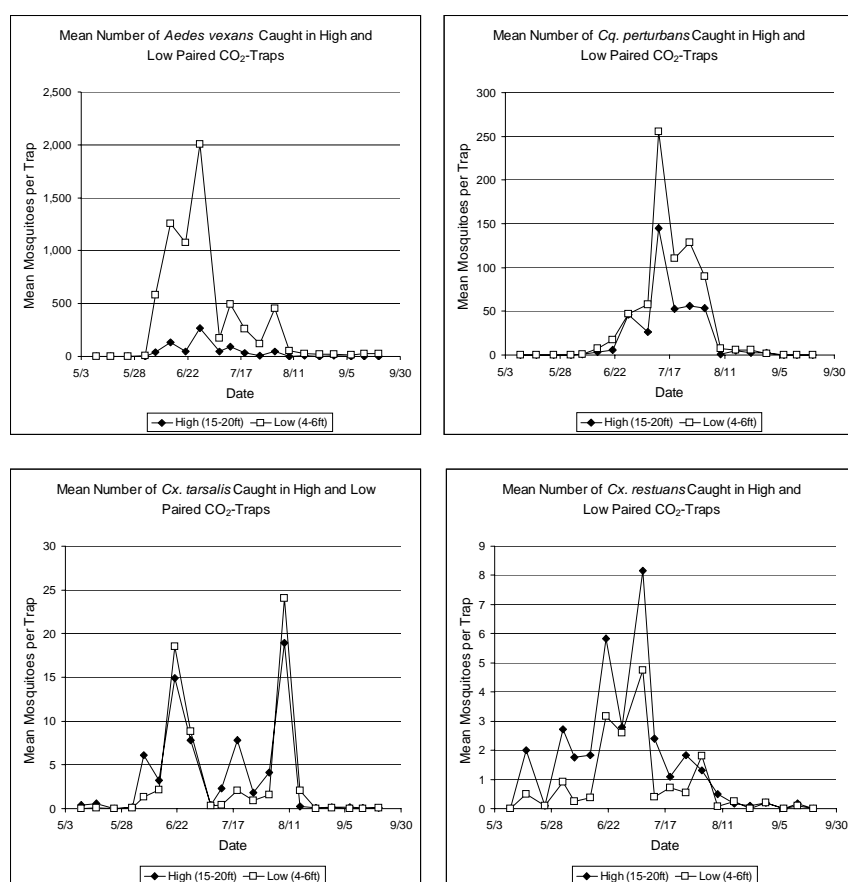 Mean Number of Aedes vexans Caught in High and
Low Paired CO₂-Traps
Mean Mosquitoes per Trap
2,500
2,000
1,500
1,000
500
0
5/3 5/28 6/22 7/17 8/11 9/5 9/30
Date
High (15-20ft) Low (4-6ft)
Mean Number of Cq. perturbans Caught in High and
Low Paired CO₂-Traps
Mean Mosquitoes per Trap
300
250
200
150
100
50
0
5/3 5/28 6/22 7/17 8/11 9/5 9/30
Date
High (15-20ft) Low (4-6ft)
Mean Number of Cx. tarsalis Caught in High and Low
Paired CO₂-Traps
Mean Mosquitoes per Trap
30
25
20
15
10
5
0
5/3 5/28 6/22 7/17 8/11 9/5 9/30
Date
High (15-20ft) Low (4-6ft)
Mean Number of Cx. restuans Caught in High and
Low Paired CO₂-Traps
Mean Mosquitoes per Trap
9
8
7
6
5
4
3
2
1
0
5/3 5/28 6/22 7/17 8/11 9/5 9/30
Date
High (15-20ft) Low (4-6ft)